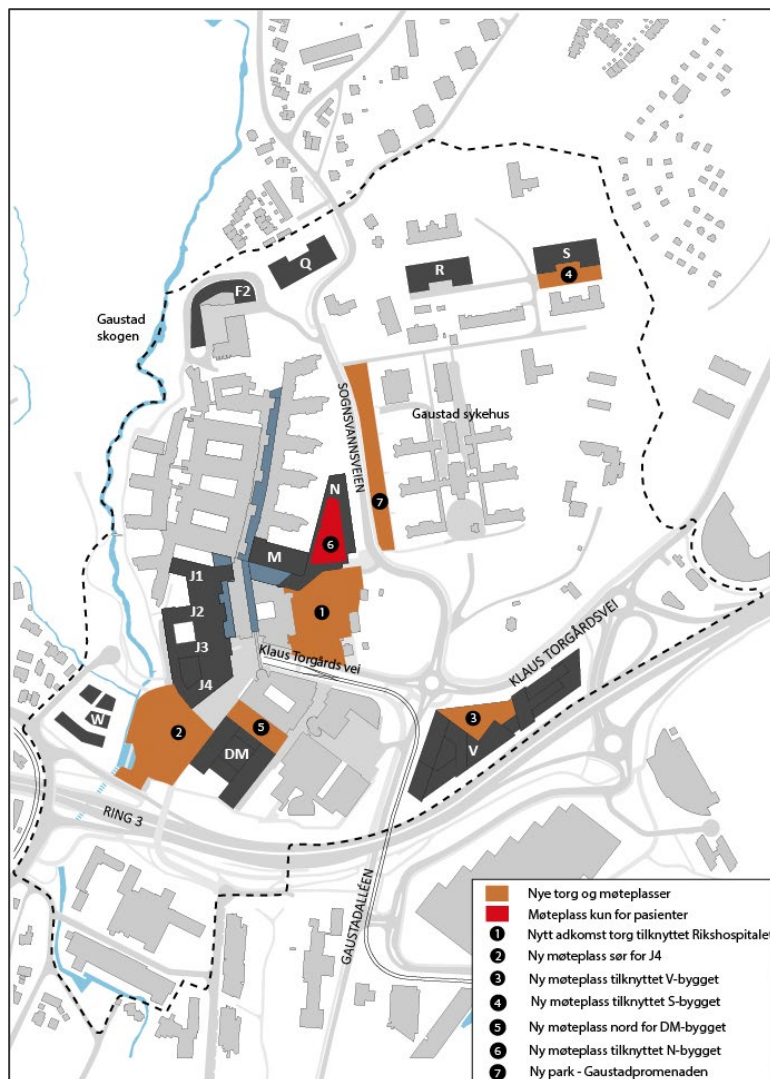 Q
S
4
R
F2
Gaustad
skogen
SOGNSVANNSVEIEN
Gaustad sykehus
7
N
6
M
J1
J2
J3
J4
1
Klaus Torgårds vei
KLAUS TORGÅRDSVEI
W
2
5
DM
3
V
RING 3
GAUSTADALLÉEN
Nye torg og møteplasser
Møteplass kun for pasienter
1 Nytt adkomst torg tilknyttet Rikshospitalet
2 Ny møteplass sør for J4
3 Ny møteplass tilknyttet V-bygget
4 Ny møteplass tilknyttet S-bygget
5 Ny møteplass nord for DM-bygget
6 Ny møteplass tilknyttet N-bygget
7 Ny park - Gaustadpromenaden